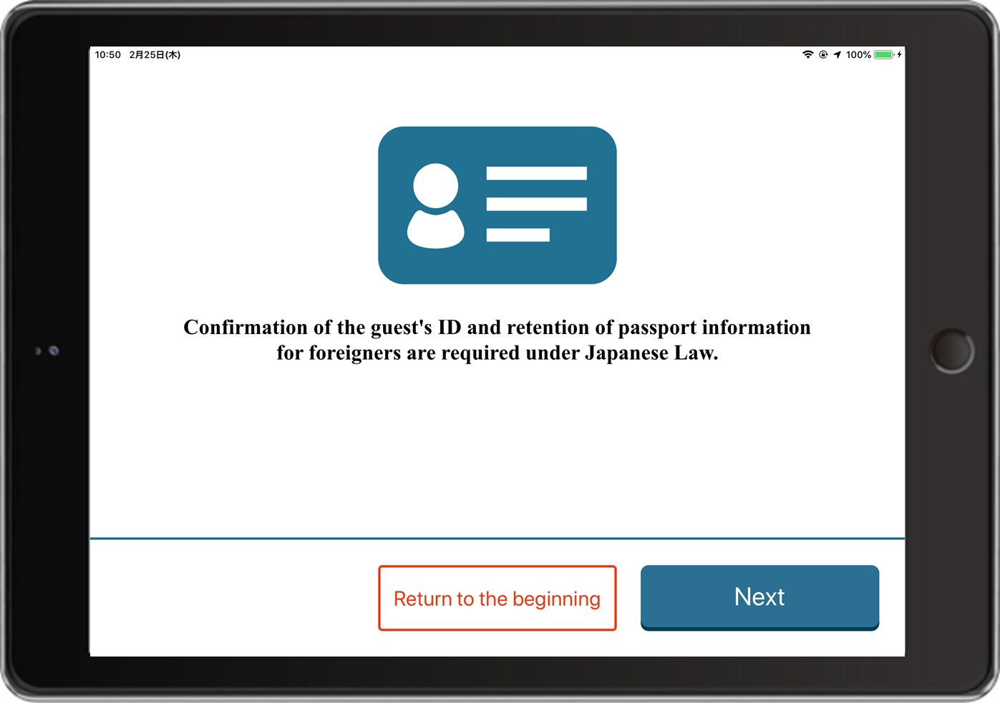 10:50 2月25日(木) 100%
Confirmation of the guest's ID and retention of passport information
for foreigners are required under Japanese Law.
Return to the beginning
Next